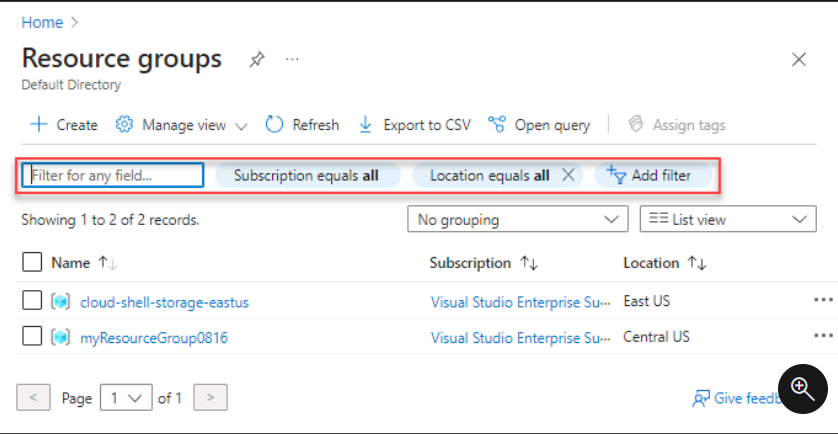 Home >
Resource groups ...
Default Directory
Create Manage view Refresh Export to CSV Open query Assign tags
Filter for any field... Subscription equals all Location equals all Add filter
Showing 1 to 2 of 2 records. No grouping List view
Name ↑↓ Subscription ↑↓ Location ↑↓
cloud-shell-storage-eastus Visual Studio Enterprise Su··· East US ...
myResourceGroup0816 Visual Studio Enterprise Su··· Central US ...
< Page 1 of 1 > Give feedb